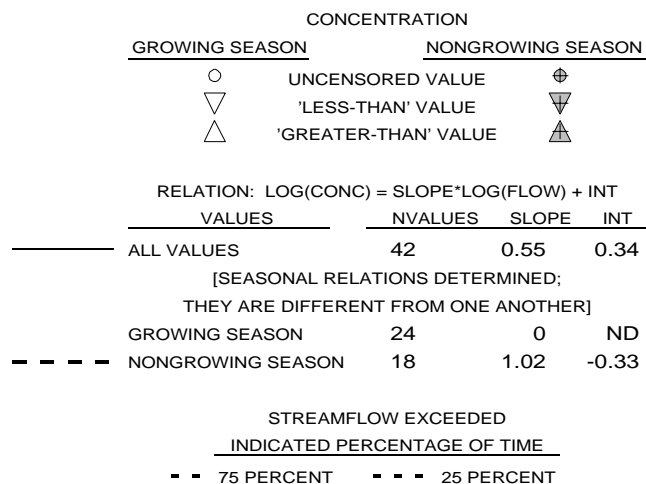 CONCENTRATION
GROWING SEASON NONGROWING SEASON
UNCENSORED VALUE
'LESS-THAN' VALUE
'GREATER-THAN' VALUE
RELATION: LOG(CONC) = SLOPE*LOG(FLOW) + INT
VALUES NVALUES SLOPE INT
ALL VALUES 42 0.55 0.34
[SEASONAL RELATIONS DETERMINED;
THEY ARE DIFFERENT FROM ONE ANOTHER]
GROWING SEASON 24 0 ND
NONGROWING SEASON 18 1.02 -0.33
STREAMFLOW EXCEEDED
INDICATED PERCENTAGE OF TIME
75 PERCENT 25 PERCENT